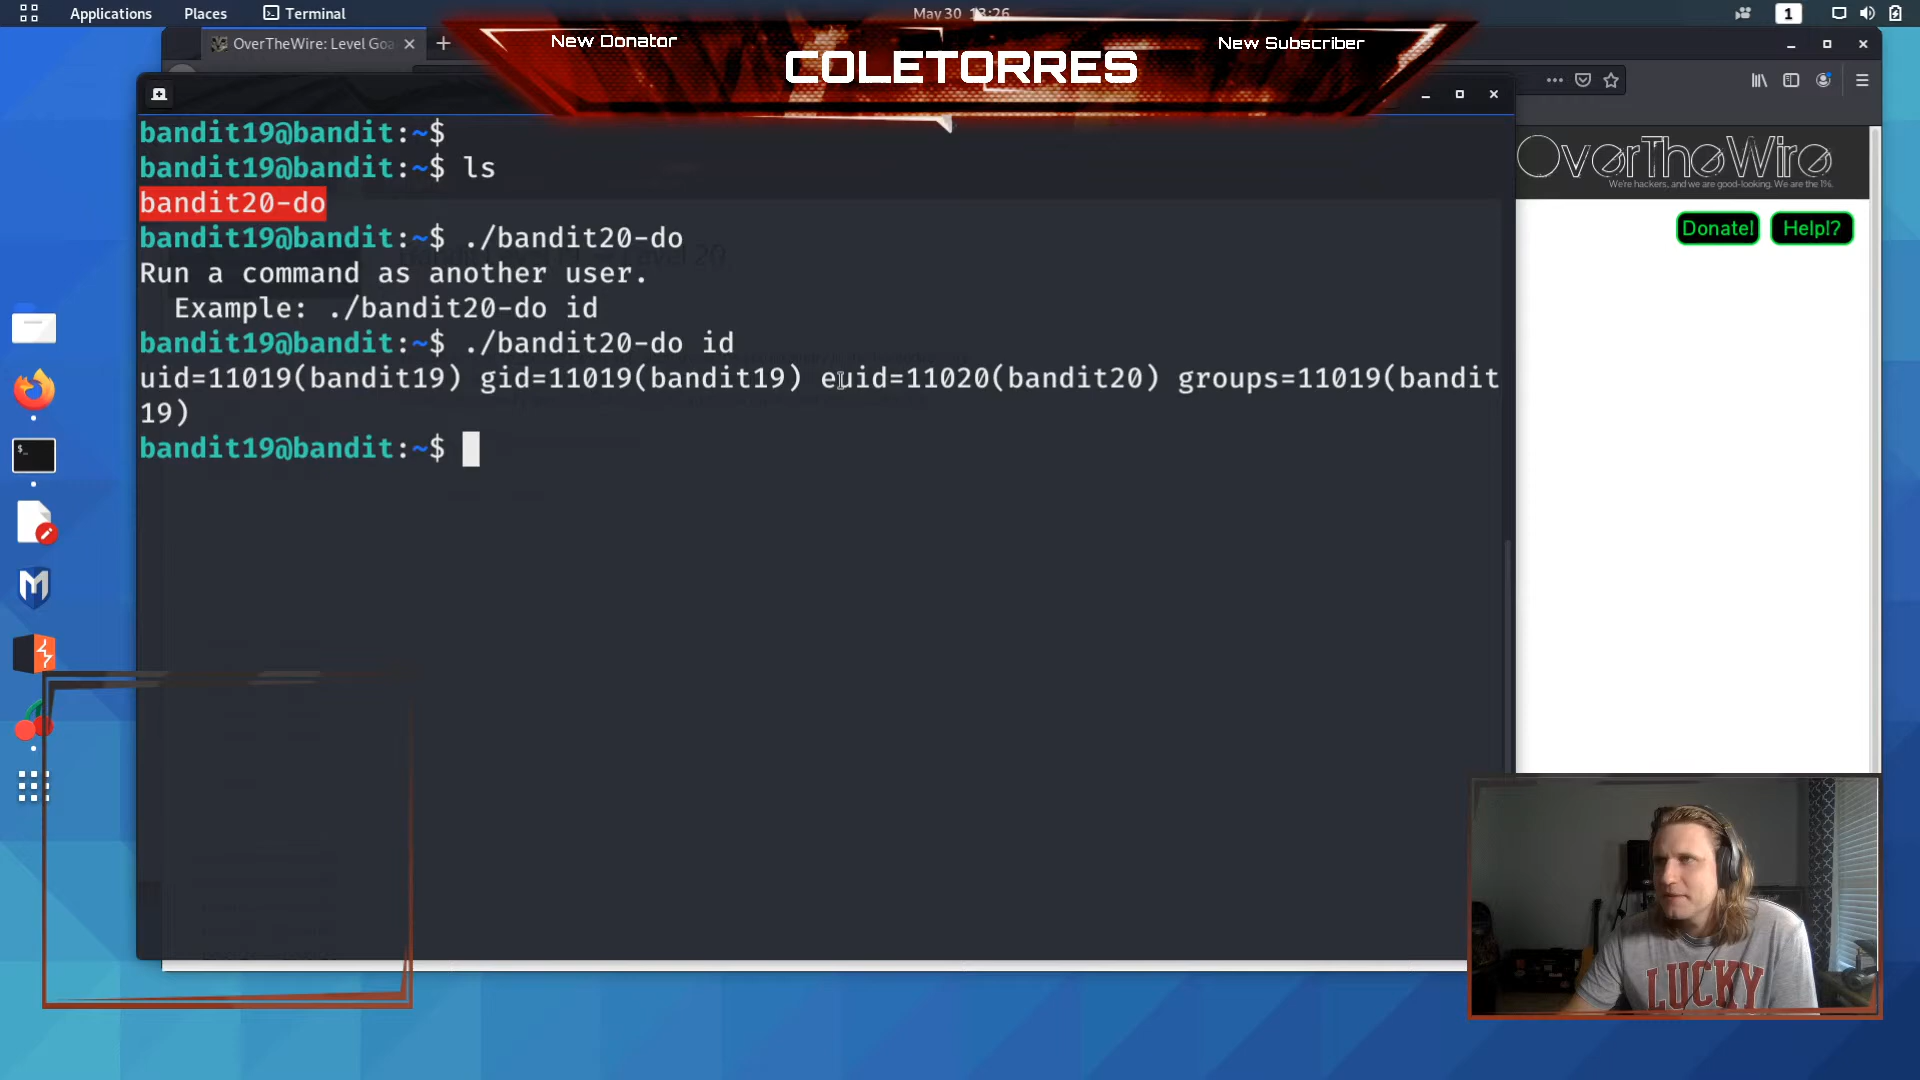 Applications Places Terminal May 30 13:26 1
OverTheWire: Level Goa
New Donator COLETORRES New Subscriber
bandit19@bandit:~$
bandit19@bandit:~$ ls
bandit20-do
bandit19@bandit:~$ ./bandit20-do
Run a command as another user.
Example: ./bandit20-do id
bandit19@bandit:~$ ./bandit20-do id
uid=11019(bandit19) gid=11019(bandit19) euid=11020(bandit20) groups=11019(bandit
19)
bandit19@bandit:~$
OverTheWire
We're hackers, and we are good-looking. We are the 1%.
Donate! Help!?
LUCKY